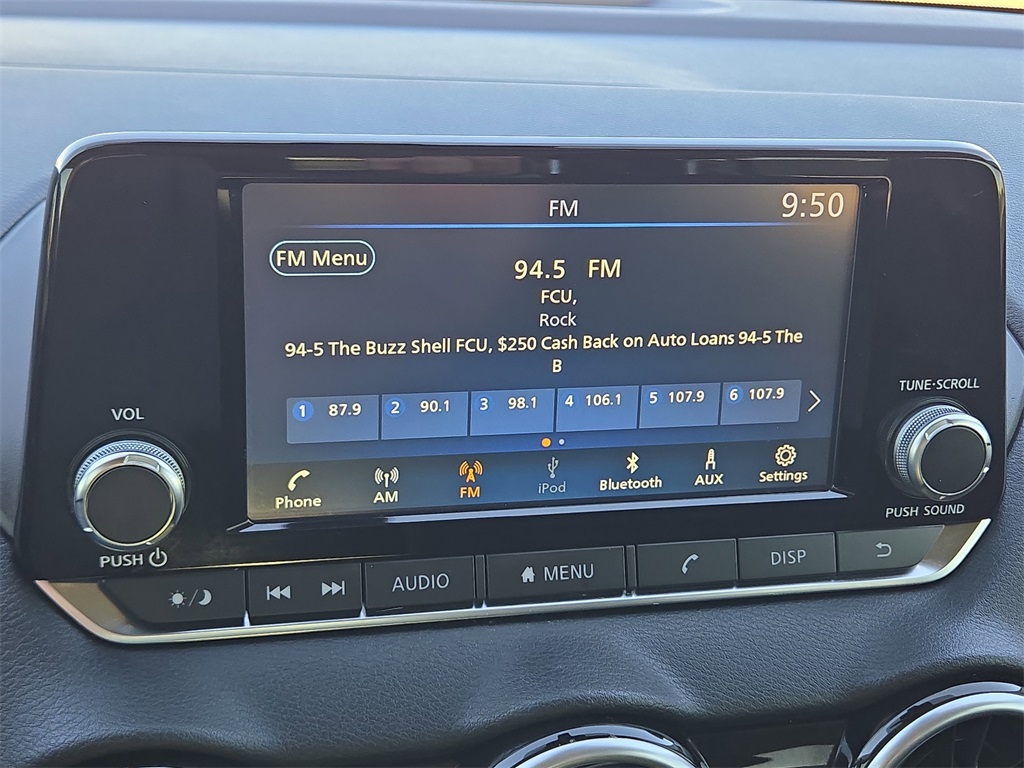 FM 9:50
FM Menu
94.5 FM
FCU,
Rock
94-5 The Buzz Shell FCU, $250 Cash Back on Auto Loans 94-5 The
B
1 87.9 2 90.1 3 98.1 4 106.1 5 107.9 6 107.9
Phone AM FM iPod Bluetooth AUX Settings
VOL
PUSH
TUNE·SCROLL
PUSH SOUND
AUDIO MENU DISP